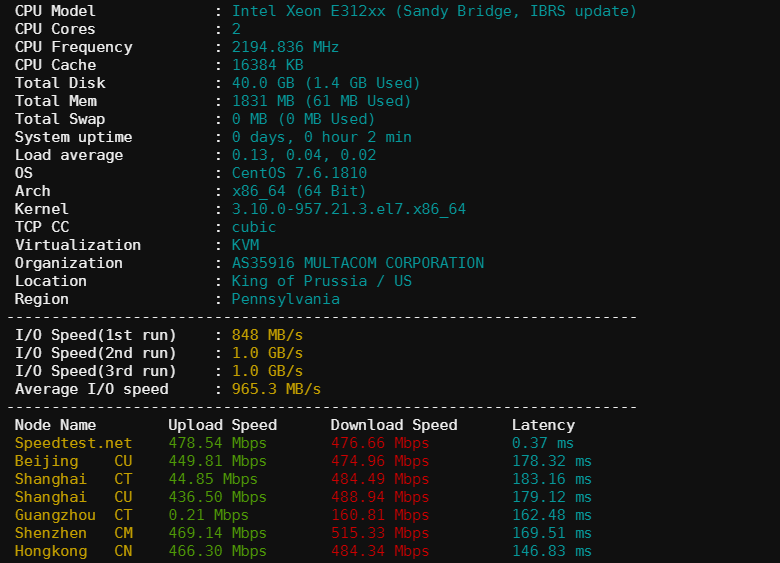 CPU Model : Intel Xeon E312xx (Sandy Bridge, IBRS update)
CPU Cores : 2
CPU Frequency : 2194.836 MHz
CPU Cache : 16384 KB
Total Disk : 40.0 GB (1.4 GB Used)
Total Mem : 1831 MB (61 MB Used)
Total Swap : 0 MB (0 MB Used)
System uptime : 0 days, 0 hour 2 min
Load average : 0.13, 0.04, 0.02
OS : CentOS 7.6.1810
Arch : x86_64 (64 Bit)
Kernel : 3.10.0-957.21.3.el7.x86_64
TCP CC : cubic
Virtualization : KVM
Organization : AS35916 MULTACOM CORPORATION
Location : King of Prussia / US
Region : Pennsylvania
----------------------------------------------------------------------
I/O Speed(1st run) : 848 MB/s
I/O Speed(2nd run) : 1.0 GB/s
I/O Speed(3rd run) : 1.0 GB/s
Average I/O speed : 965.3 MB/s
----------------------------------------------------------------------
Node Name Upload Speed Download Speed Latency
Speedtest.net 478.54 Mbps 476.66 Mbps 0.37 ms
Beijing CU 449.81 Mbps 474.96 Mbps 178.32 ms
Shanghai CT 44.85 Mbps 484.49 Mbps 183.16 ms
Shanghai CU 436.50 Mbps 488.94 Mbps 179.12 ms
Guangzhou CT 0.21 Mbps 160.81 Mbps 162.48 ms
Shenzhen CM 469.14 Mbps 515.33 Mbps 169.51 ms
Hongkong CN 466.30 Mbps 484.34 Mbps 146.83 ms